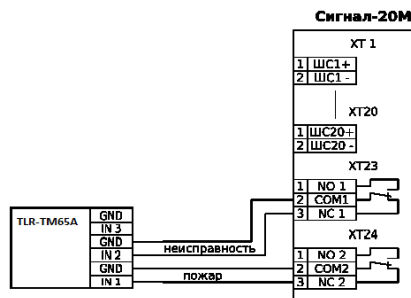 Сигнал-20М
XT 1
1 ШС1+
2 ШС1 -
XT20
1 ШС20+
2 ШС20 -
XT23
1 NO 1
2 COM1
3 NC 1
TLR-TM65A
GND
IN 3
GND
IN 2
GND
IN 1
неисправность
пожар
XT24
1 NO 2
2 COM2
3 NC 2